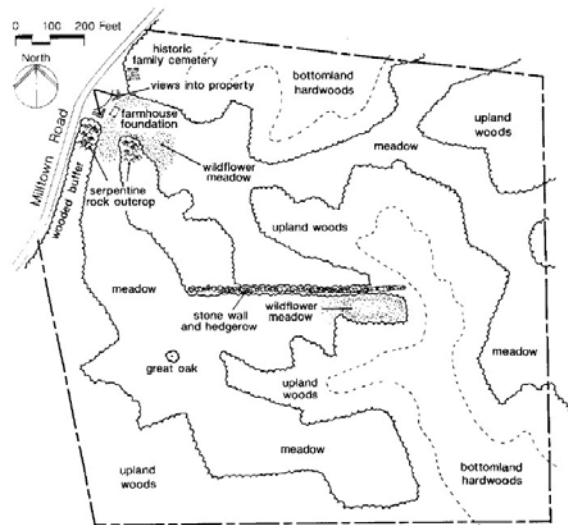 0 100 200 Feet
North
Milltown Road
historic
family cemetery
views into property
farmhouse
foundation
bottomland
hardwoods
upland
woods
meadow
wildflower
meadow
serpentine
rock outcrop
wooded buffer
upland woods
meadow
stone wall
and hedgerow
wildflower
meadow
great oak
upland
woods
meadow
meadow
upland
woods
bottomland
hardwoods